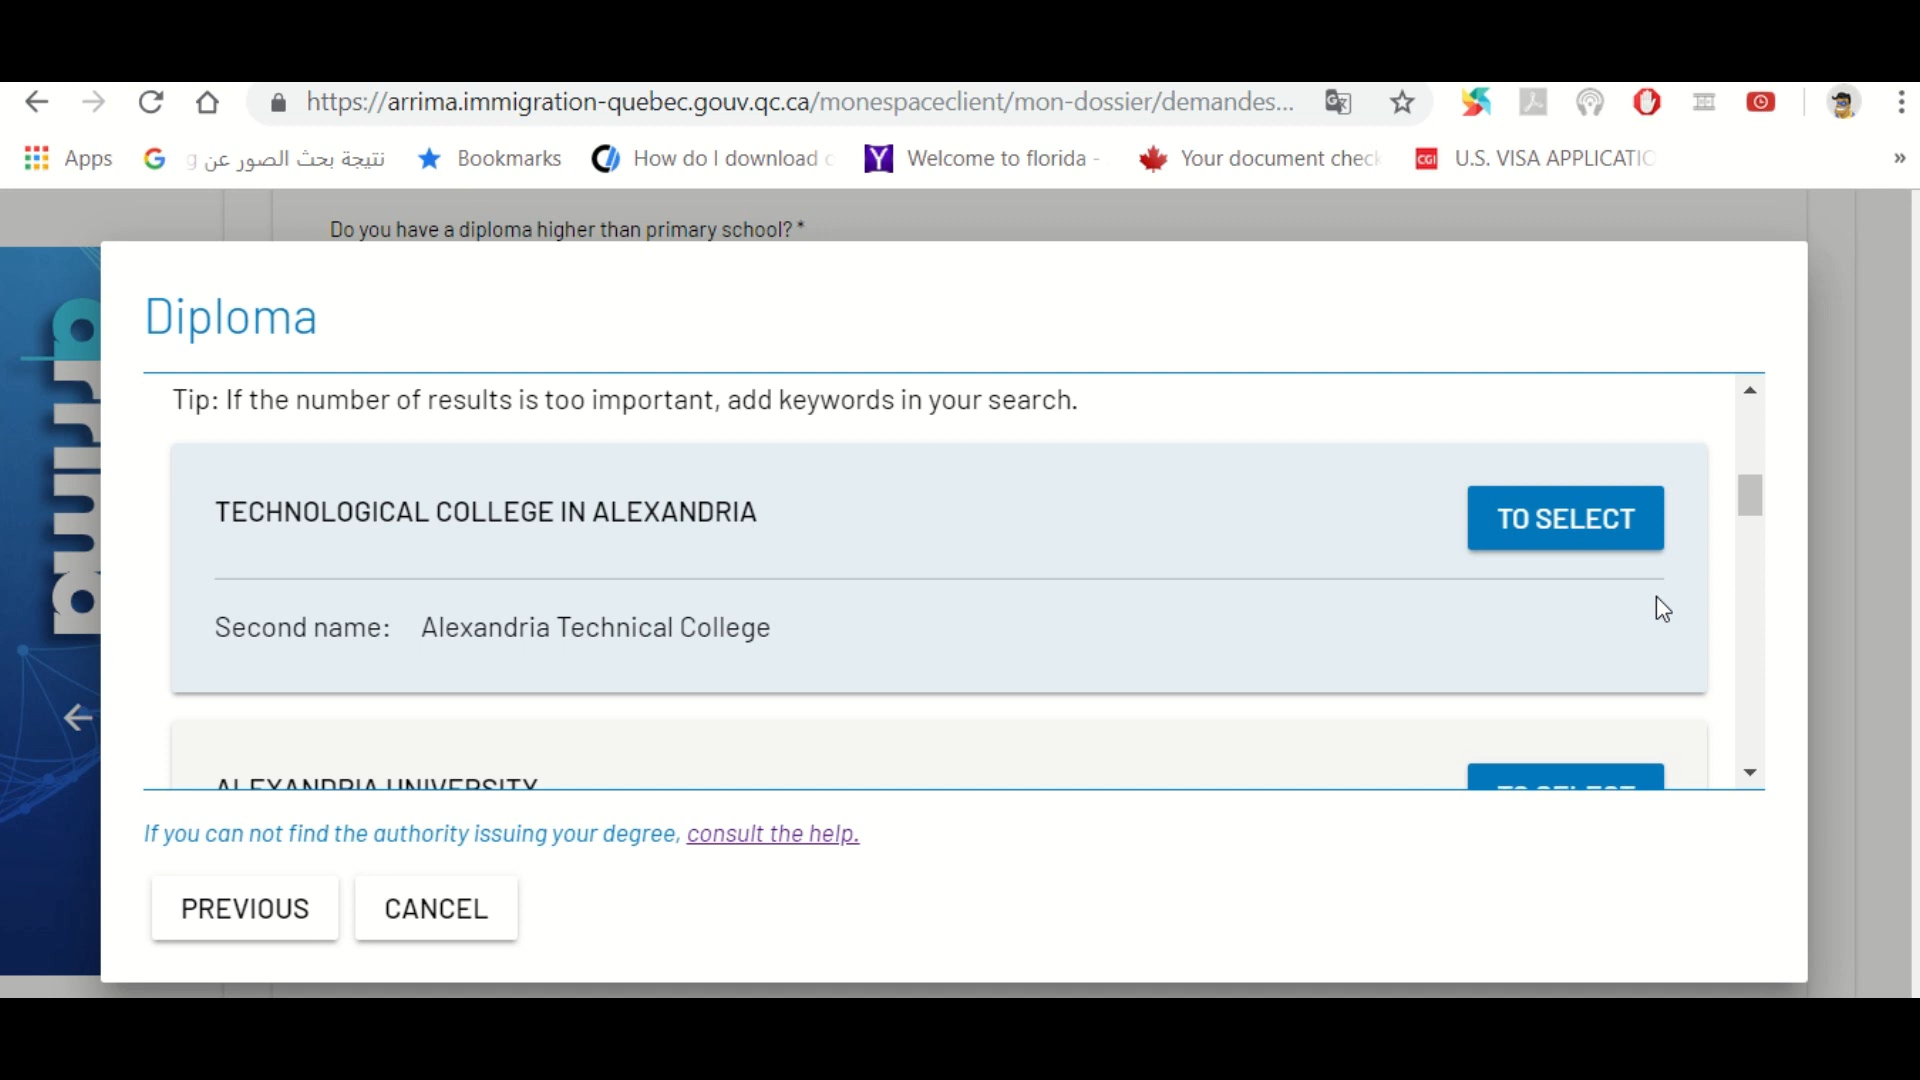 https://arrima.immigration-quebec.gouv.qc.ca/monespaceclient/mon-dossier/demandes...
Apps
نتيجة بحث الصور عن g
Bookmarks
How do I download
Welcome to florida -
Your document check
CGI
U.S. VISA APPLICATIO
»
Do you have a diploma higher than primary school? *
arrima
Diploma
Tip: If the number of results is too important, add keywords in your search.
TECHNOLOGICAL COLLEGE IN ALEXANDRIA
TO SELECT
Second name: Alexandria Technical College
ALEXANDRIA UNIVERSITY
TO SELECT
If you can not find the authority issuing your degree, consult the help.
PREVIOUS
CANCEL